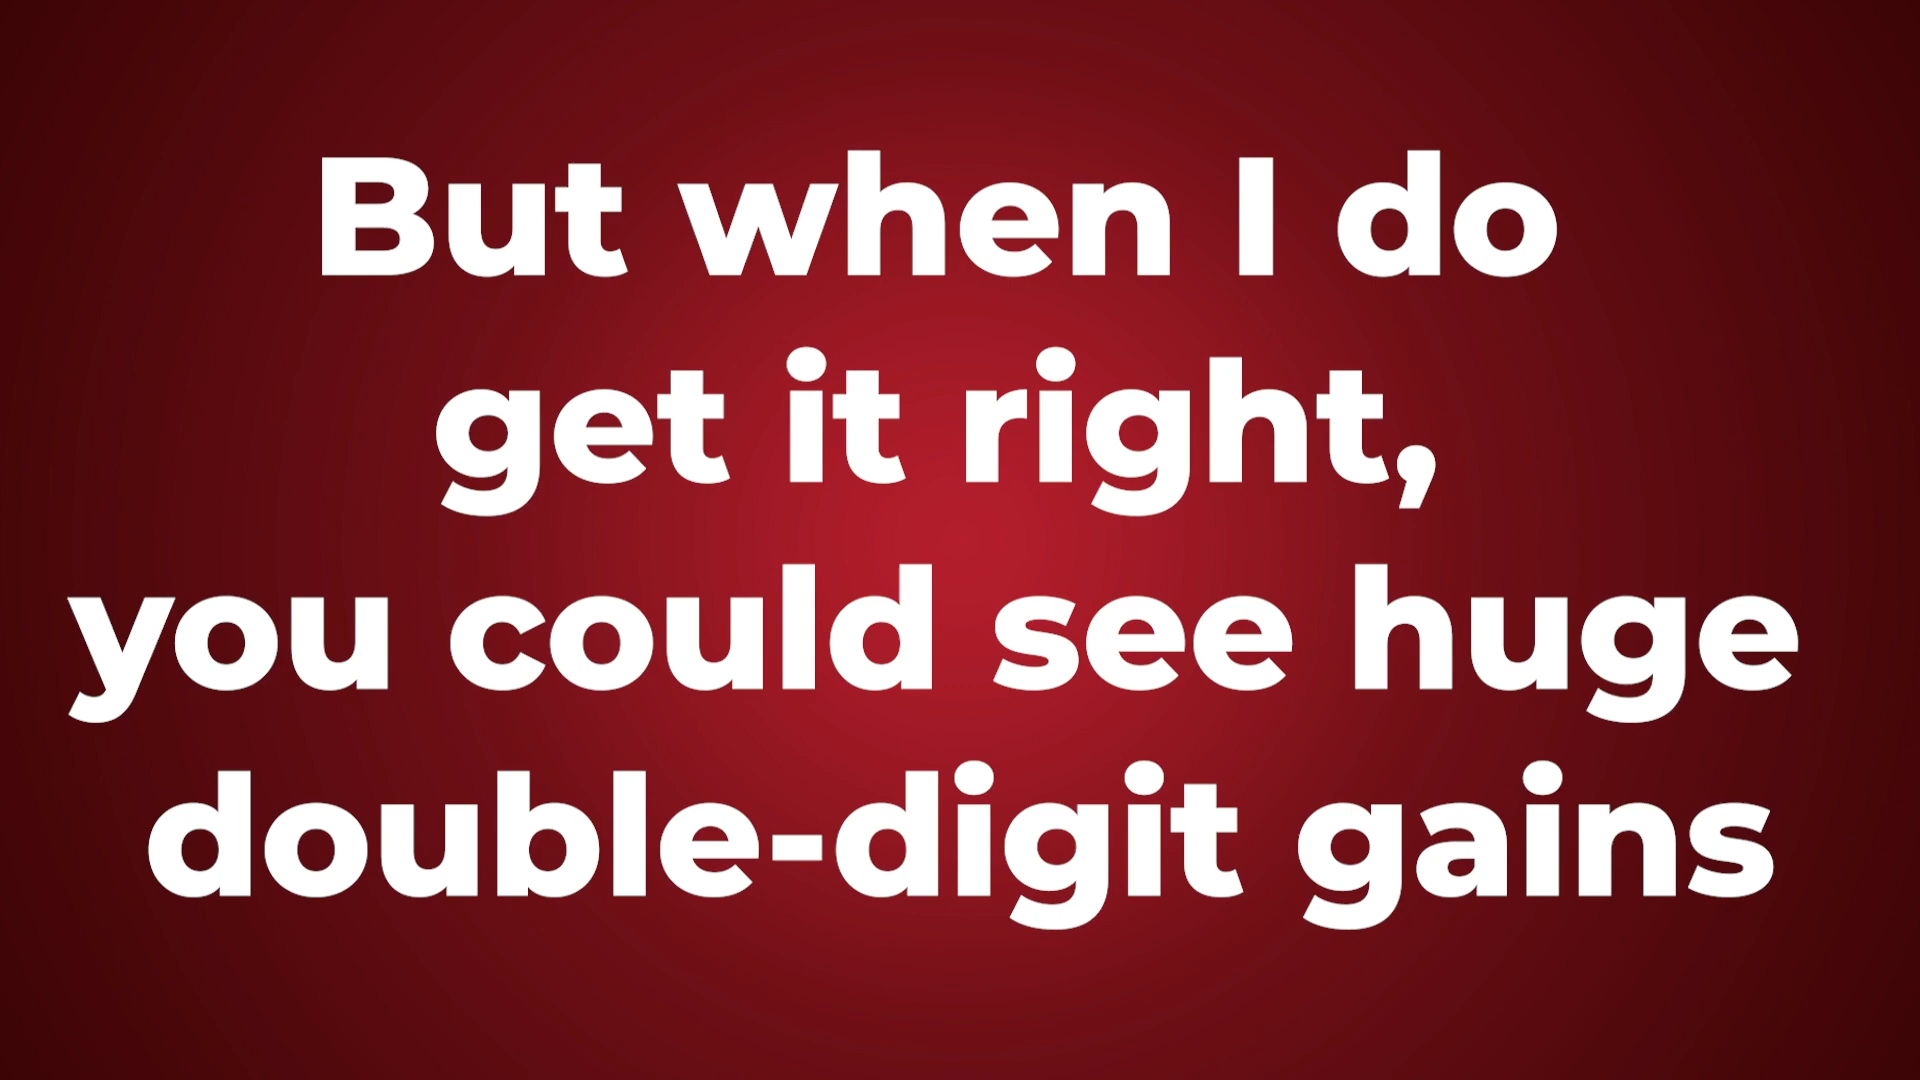 But when I do
get it right,
you could see huge
double-digit gains